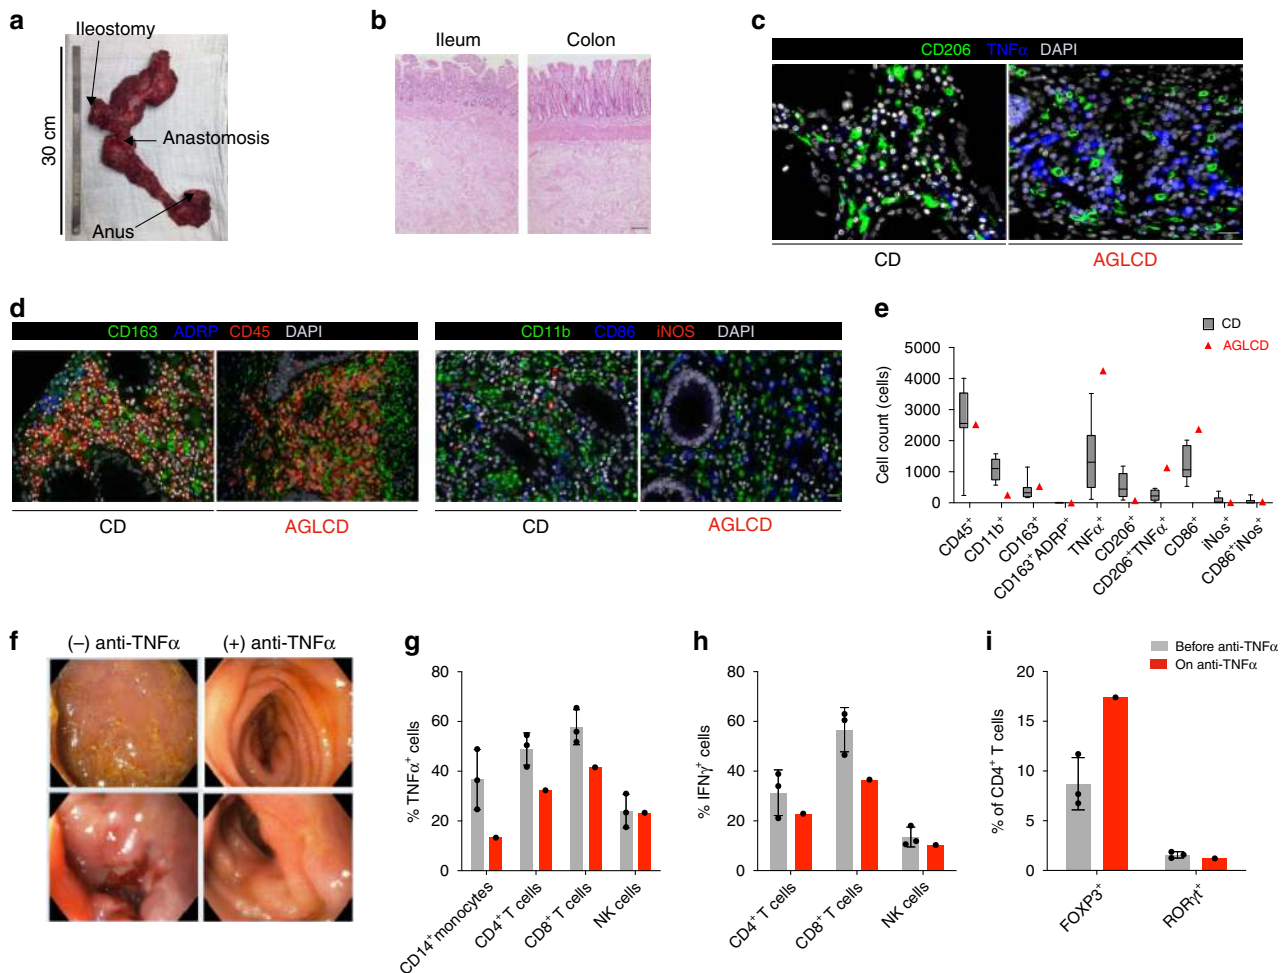 a
Ileostomy
30 cm
Anastomosis
Anus
b
Ileum Colon
c
CD206 TNFα DAPI
CD AGLCD
d
CD163 ADRP CD45 DAPI
CD AGLCD
CD11b CD86 iNOS DAPI
CD AGLCD
e
CD
AGLCD
Cell count (cells)
5000
4000
3000
2000
1000
0
CD45⁺ CD11b⁺ CD163⁺ CD163⁺ADRP⁺ TNFα⁺ CD206⁺ CD206⁺TNFα⁺ CD86⁺ iNos⁺ CD86⁺iNos⁺
f
(–) anti-TNFα (+) anti-TNFα
g
% TNFα⁺ cells
80
60
40
20
0
CD14⁺ monocytes CD4⁺ T cells CD8⁺ T cells NK cells
h
% IFNγ⁺ cells
80
60
40
20
0
CD4⁺ T cells CD8⁺ T cells NK cells
i
Before anti-TNFα
On anti-TNFα
% of CD4⁺ T cells
20
15
10
5
0
FOXP3⁺ RORγt⁺